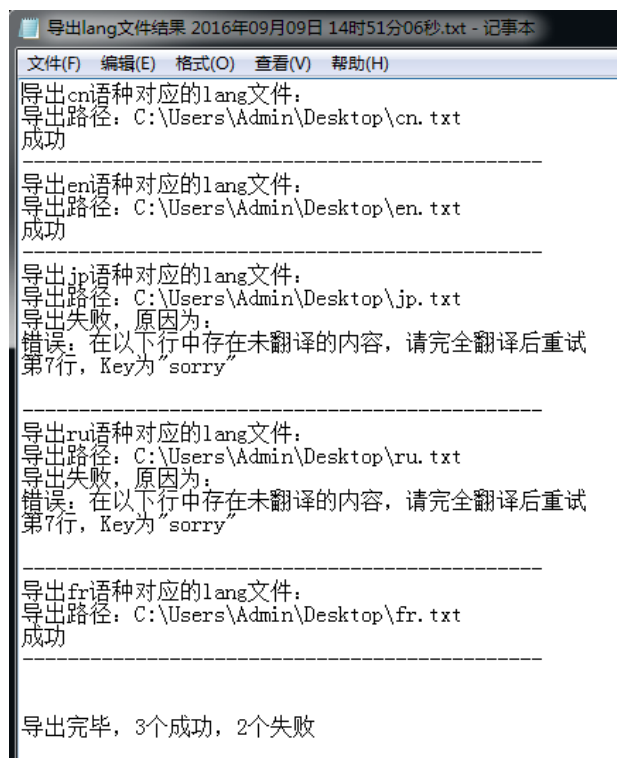 导出lang文件结果 2016年09月09日 14时51分06秒.txt - 记事本
文件(F) 编辑(E) 格式(O) 查看(V) 帮助(H)
导出cn语种对应的lang文件:
导出路径: C:\Users\Admin\Desktop\cn.txt
成功
----------------------------------------------
导出en语种对应的lang文件:
导出路径: C:\Users\Admin\Desktop\en.txt
成功
----------------------------------------------
导出jp语种对应的lang文件:
导出路径: C:\Users\Admin\Desktop\jp.txt
导出失败, 原因为:
错误: 在以下行中存在未翻译的内容, 请完全翻译后重试
第7行, Key为"sorry"
----------------------------------------------
导出ru语种对应的lang文件:
导出路径: C:\Users\Admin\Desktop\ru.txt
导出失败, 原因为:
错误: 在以下行中存在未翻译的内容, 请完全翻译后重试
第7行, Key为"sorry"
----------------------------------------------
导出fr语种对应的lang文件:
导出路径: C:\Users\Admin\Desktop\fr.txt
成功
----------------------------------------------
导出完毕, 3个成功, 2个失败